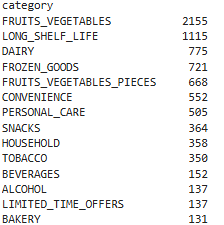 category
FRUITS_VEGETABLES 2155
LONG_SHELF_LIFE 1115
DAIRY 775
FROZEN_GOODS 721
FRUITS_VEGETABLES_PIECES 668
CONVENIENCE 552
PERSONAL_CARE 505
SNACKS 364
HOUSEHOLD 358
TOBACCO 350
BEVERAGES 152
ALCOHOL 137
LIMITED_TIME_OFFERS 137
BAKERY 131